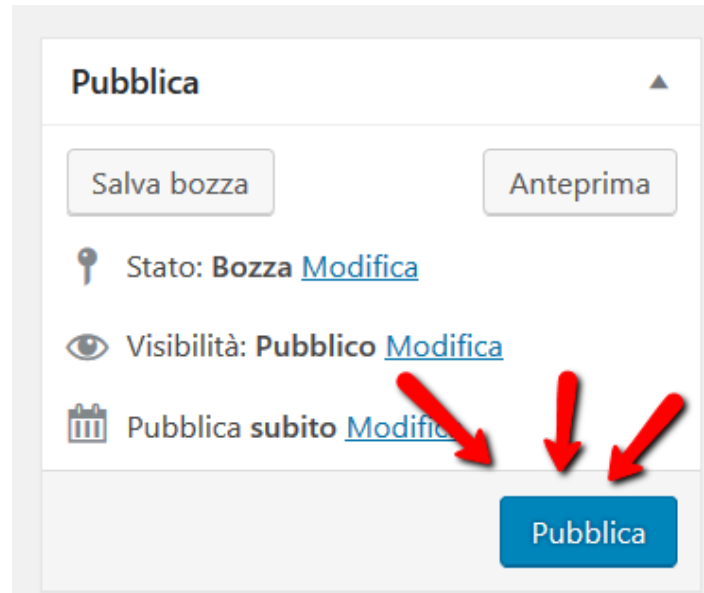 Pubblica
Salva bozza Anteprima
Stato: Bozza Modifica
Visibilità: Pubblico Modifica
Pubblica subito Modifica
Pubblica